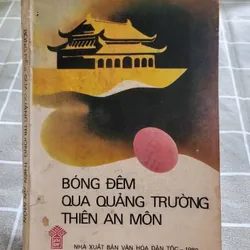 BÓNG ĐÊM
QUA QUẢNG TRƯỜNG
THIÊN AN MÔN
NHÀ XUẤT BẢN VĂN HÓA DÂN TỘC